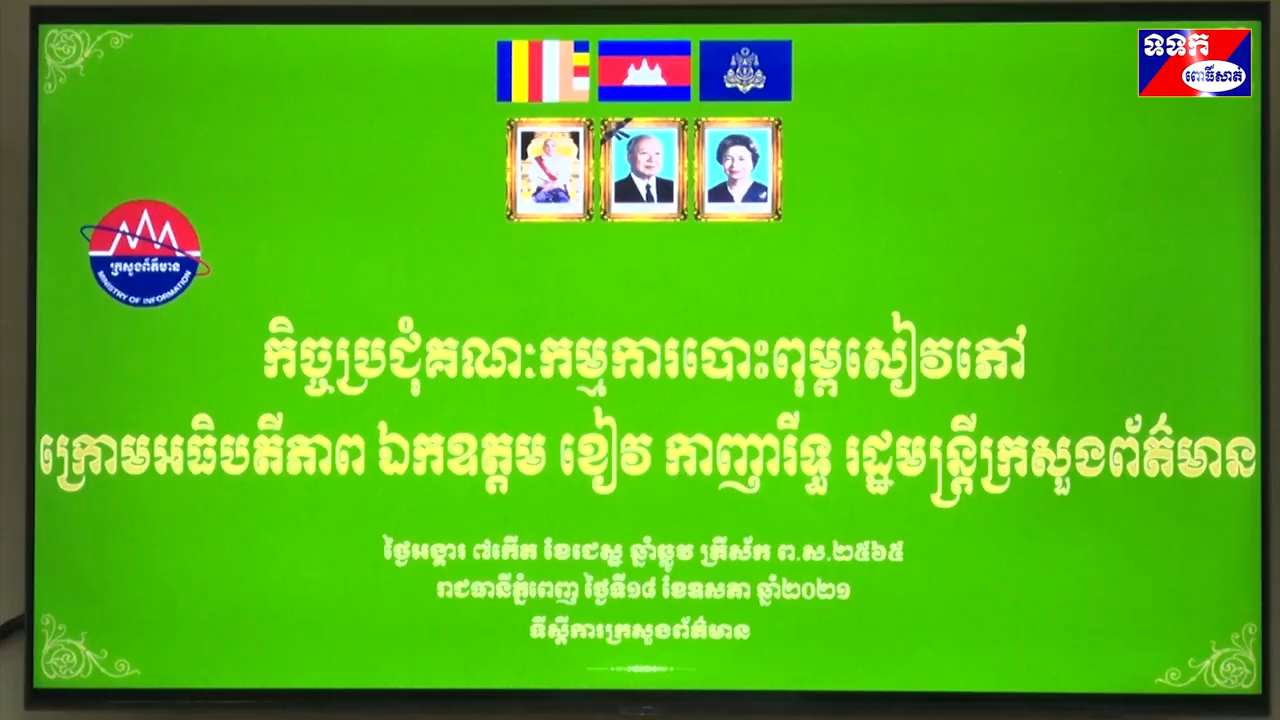 ទទក
ពោធិ៍សាត់
ក្រសួងព័ត៌មាន
MINISTRY OF INFORMATION
កិច្ចប្រជុំគណៈកម្មការបោះពុម្ពសៀវភៅ
ក្រោមអធិបតីភាព ឯកឧត្តម ខៀវ កាញារីទ្ធ រដ្ឋមន្ត្រីក្រសួងព័ត៌មាន
ថ្ងៃអង្គារ ៧កើត ខែជេស្ឋ ឆ្នាំឆ្លូវ ត្រីស័ក ព.ស.២៥៦៥
រាជធានីភ្នំពេញ ថ្ងៃទី១៨ ខែឧសភា ឆ្នាំ២០២១
ទីស្តីការក្រសួងព័ត៌មាន